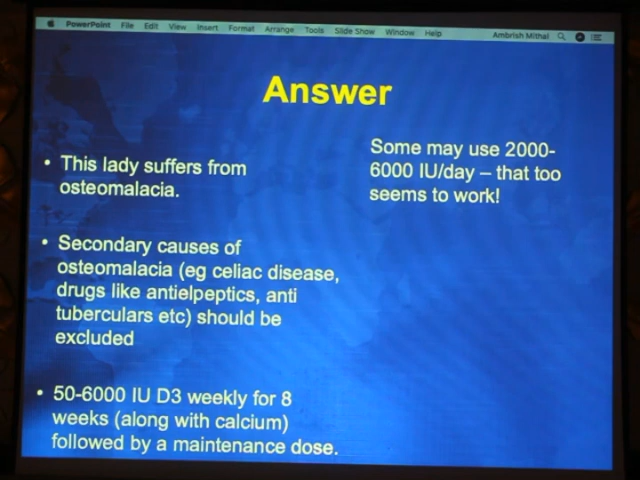 PowerPoint File Edit View Insert Format Arrange Tools Slide Show Window Help Ambrish Mithal
Answer
• This lady suffers from
osteomalacia.
• Secondary causes of
osteomalacia (eg celiac disease,
drugs like antielpeptics, anti
tuberculars etc) should be
excluded
• 50-6000 IU D3 weekly for 8
weeks (along with calcium)
followed by a maintenance dose.
Some may use 2000-
6000 IU/day – that too
seems to work!